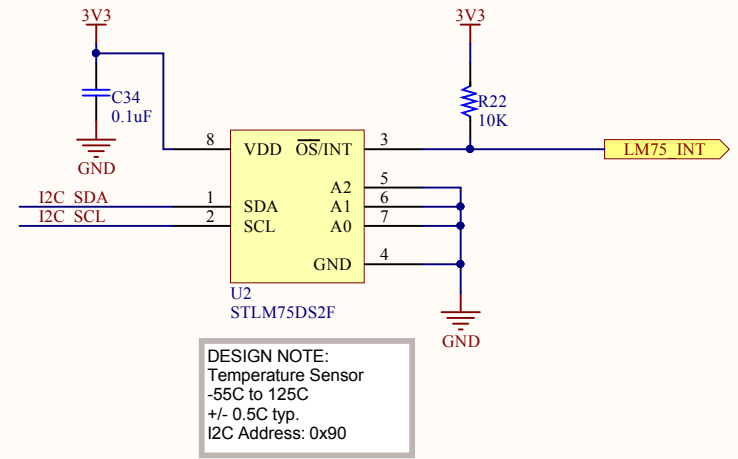 3V3
3V3
C34
0.1uF
GND
R22
10K
8
VDD
OS/INT
3
LM75_INT
A2
5
I2C_SDA
1
SDA
A1
6
I2C_SCL
2
SCL
A0
7
GND
4
U2
STLM75DS2F
GND
DESIGN NOTE:
Temperature Sensor
-55C to 125C
+/- 0.5C typ.
I2C Address: 0x90